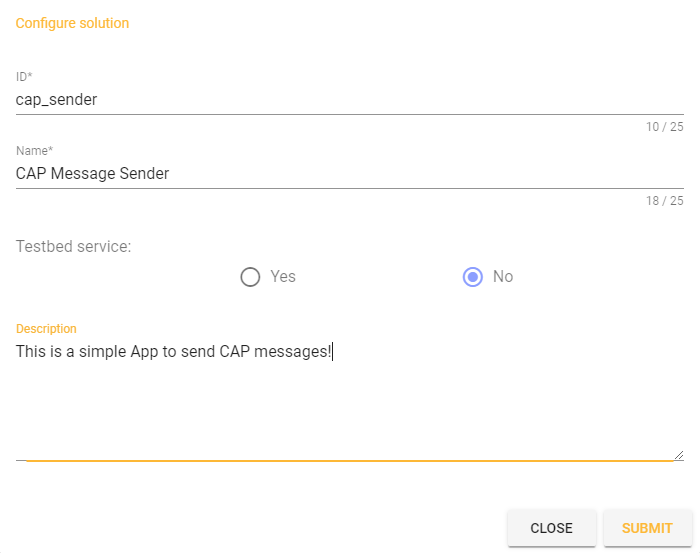 Configure solution
ID*
cap_sender
10 / 25
Name*
CAP Message Sender
18 / 25
Testbed service:
Yes No
Description
This is a simple App to send CAP messages!
CLOSE SUBMIT